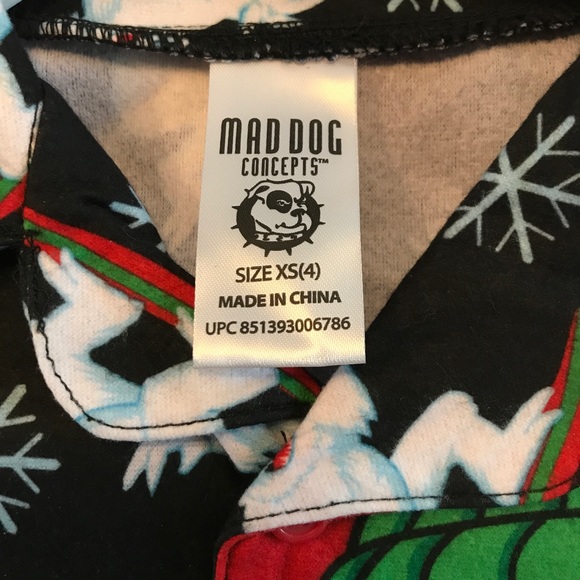 MAD DOG
CONCEPTS™
SIZE XS(4)
MADE IN CHINA
UPC 851393006786